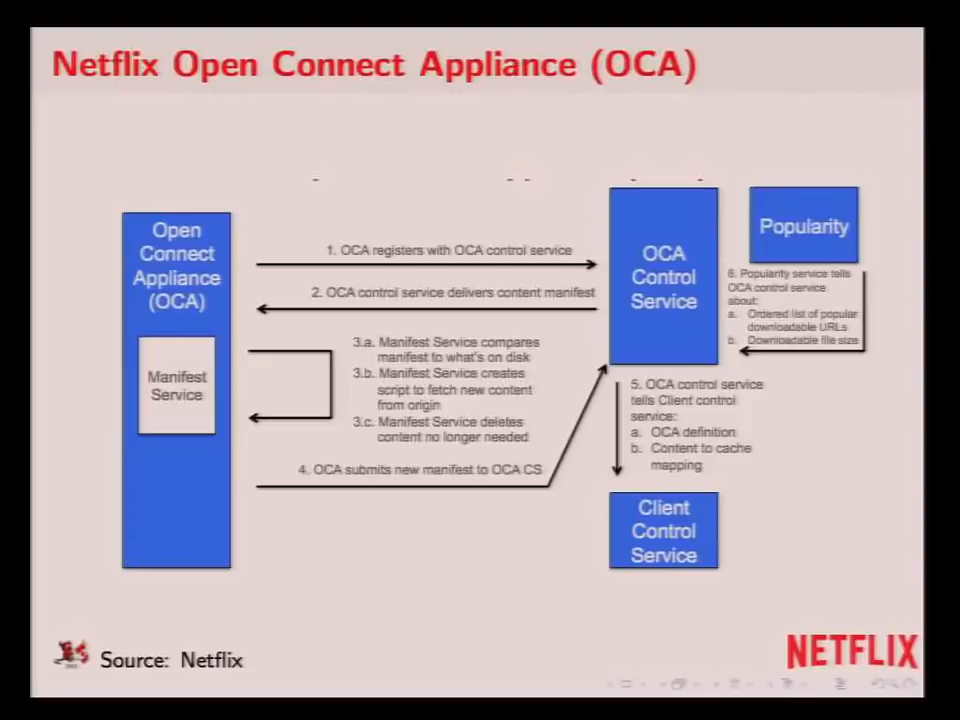 Netflix Open Connect Appliance (OCA)
Open
Connect
Appliance
(OCA)
Manifest
Service
1. OCA registers with OCA control service
2. OCA control service delivers content manifest
3.a. Manifest Service compares
manifest to what's on disk
3.b. Manifest Service creates
script to fetch new content
from origin
3.c. Manifest Service deletes
content no longer needed
4. OCA submits new manifest to OCA CS
OCA
Control
Service
Popularity
6. Popularity service tells
OCA control service
about:
a. Ordered list of popular
downloadable URLs
b. Downloadable file size
5. OCA control service
tells Client control
service:
a. OCA definition
b. Content to cache
mapping
Client
Control
Service
Source: Netflix
NETFLIX